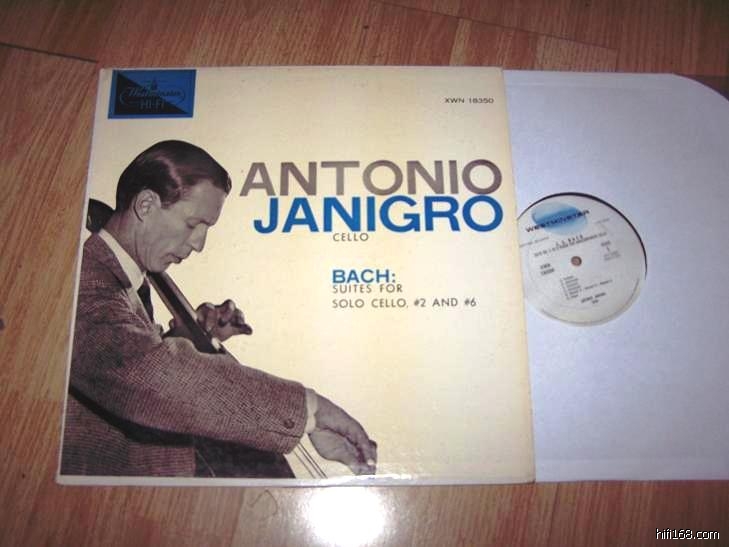 Westminster
HI-FI
XWN 18350
ANTONIO
JANIGRO
CELLO
BACH:
SUITES FOR
SOLO CELLO, #2 AND #6
WESTMINSTER
J. S. BACH
hifi168.com